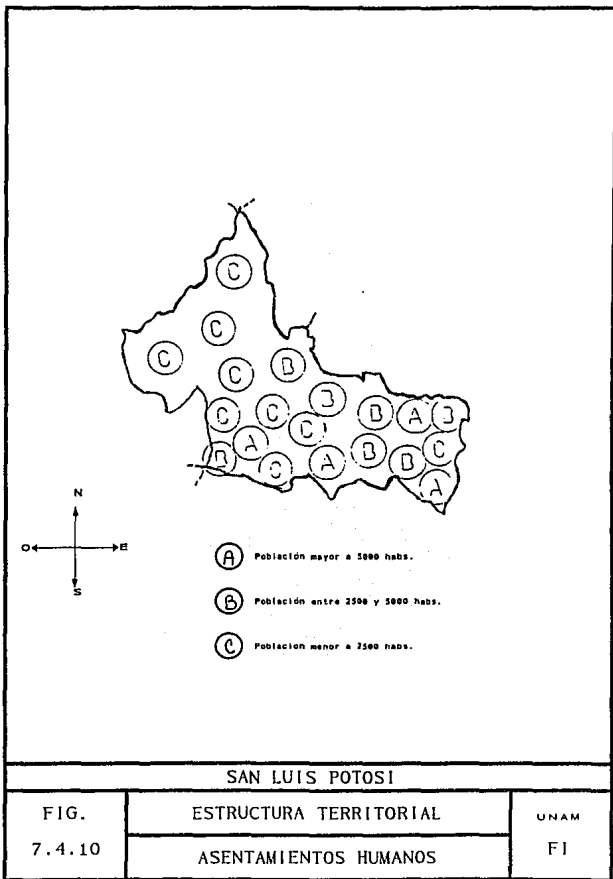 C
C
C
C
B
C
C
B
C
B
A
B
A
C
B
C
A
B
B
A
N
O
E
S
A Población mayor a 5000 habs.
B Población entre 2500 y 5000 habs.
C Población menor a 2500 habs.
SAN LUIS POTOSI
FIG.
7.4.10
ESTRUCTURA TERRITORIAL
ASENTAMIENTOS HUMANOS
UNAM
FI